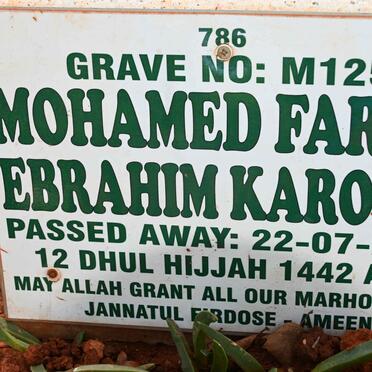 786
GRAVE NO: M125
MOHAMED FAR
EBRAHIM KARO
PASSED AWAY: 22-07-
12 DHUL HIJJAH 1442 A
MAY ALLAH GRANT ALL OUR MARHO
JANNATUL FIRDOSE - AMEEN